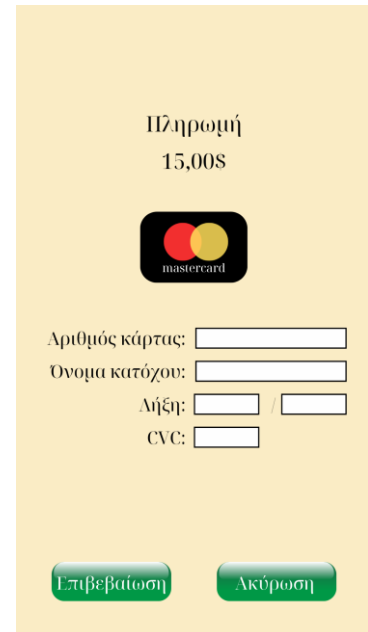 Πληρωμή
15,00$
mastercard
Αριθμός κάρτας:
Όνομα κατόχου:
Λήξη: /
CVC:
Επιβεβαίωση Ακύρωση